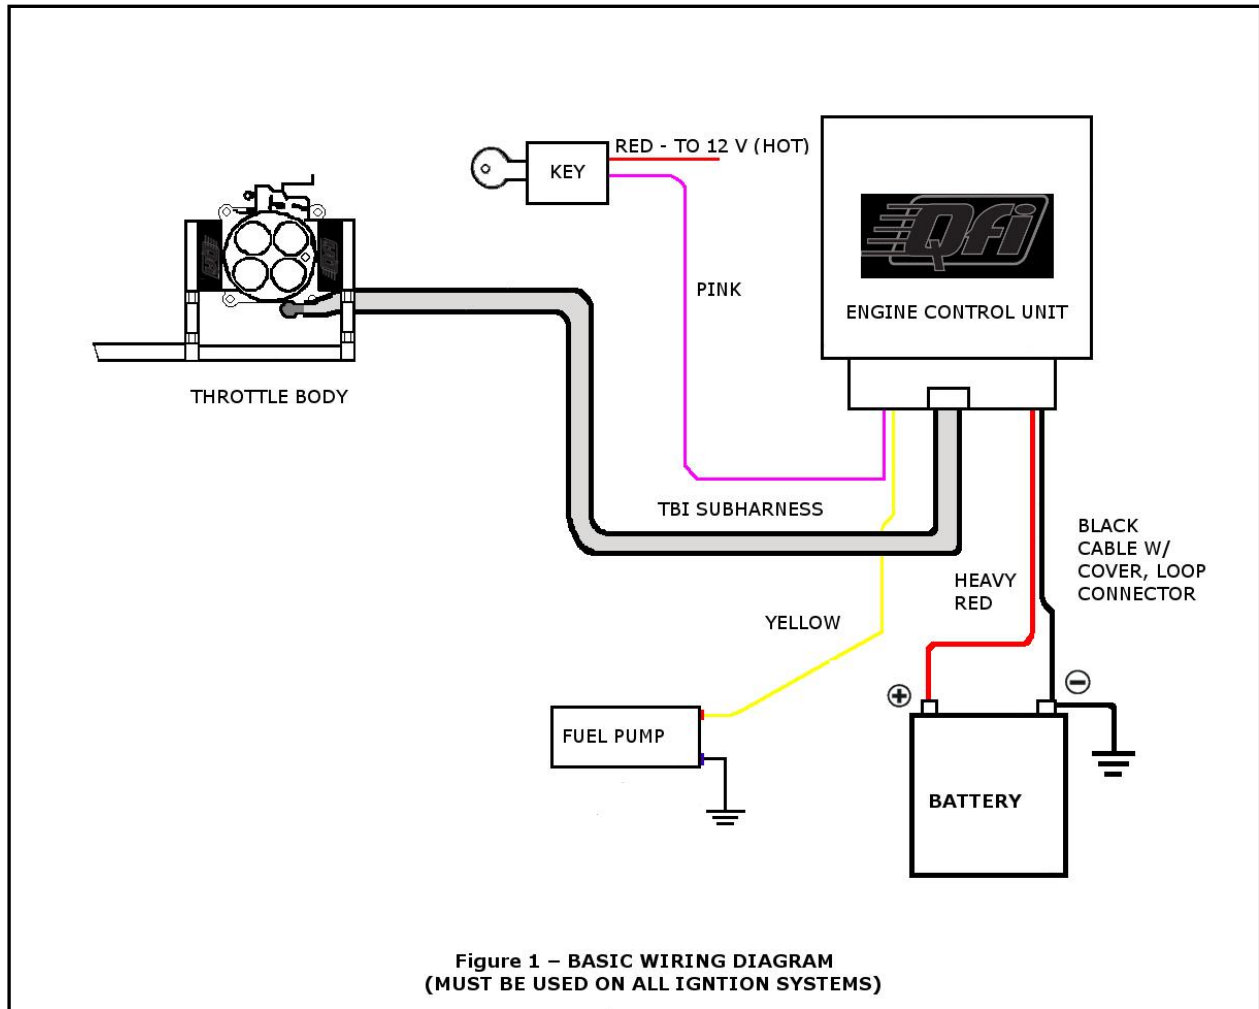 RED - TO 12 V (HOT)
KEY
Qfi
PINK
ENGINE CONTROL UNIT
THROTTLE BODY
TBI SUBHARNESS
BLACK
CABLE W/
COVER, LOOP
CONNECTOR
HEAVY
RED
YELLOW
+
−
FUEL PUMP
BATTERY
Figure 1 – BASIC WIRING DIAGRAM
(MUST BE USED ON ALL IGNTION SYSTEMS)